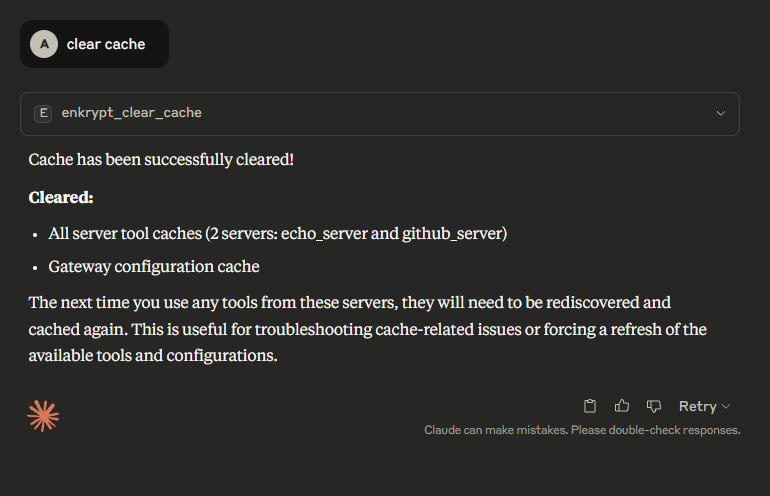 A clear cache
E enkrypt_clear_cache
Cache has been successfully cleared!
Cleared:
• All server tool caches (2 servers: echo_server and github_server)
• Gateway configuration cache
The next time you use any tools from these servers, they will need to be rediscovered and
cached again. This is useful for troubleshooting cache-related issues or forcing a refresh of the
available tools and configurations.
Retry
Claude can make mistakes. Please double-check responses.